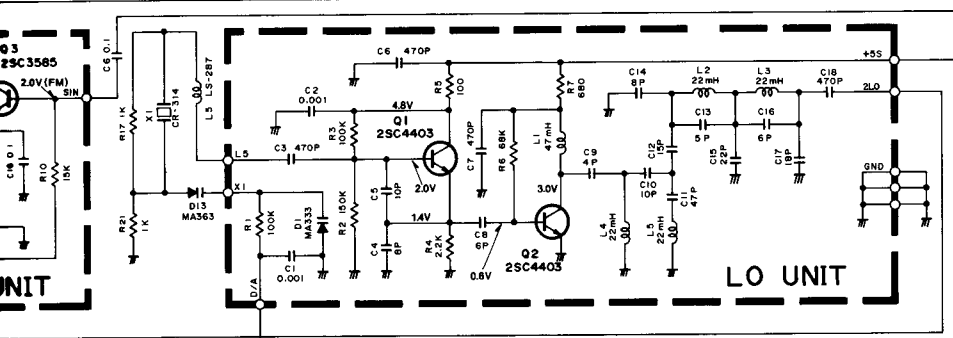 Q3
2SC3585
2.0V(FM)
SIN
C16 0.1
R10
15K
UNIT
C6 0.1
R17 1K
X1
CR-314
L5 LS-287
D13
MA363
R21
1K
L5
X1
D/A
C6 470P
C2
0.001
R3
100K
C3 470P
4.8V
Q1
2SC4403
R5
100
2.0V
C5
10P
R1
100K
D1
MA333
C1
0.001
R2 150K
C4
8P
1.4V
R4
2.2K
C8
6P
0.6V
C7 470P
R6 68K
R7
680
L1
47mH
3.0V
Q2
2SC4403
C9
4P
C10
10P
L4
22mH
L5
22mH
C11
47P
C12
15P
C14
8P
L2
22mH
L3
22mH
C13
5P
C15
22P
C16
6P
C17
18P
C18
470P
+5S
2LO
GND
LO UNIT